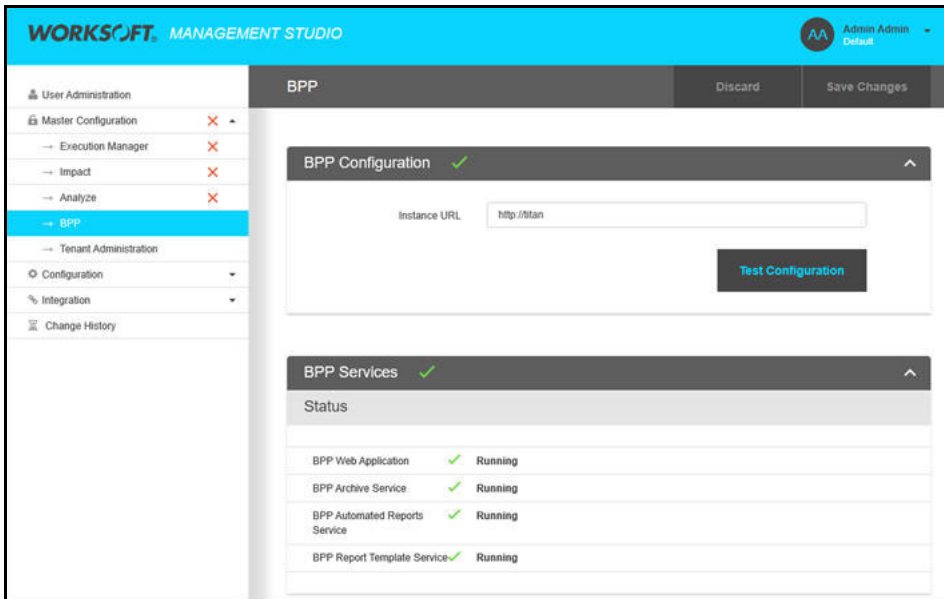 WORKSOFT. MANAGEMENT STUDIO
AA
Admin Admin
Default
User Administration
Master Configuration
→ Execution Manager
→ Impact
→ Analyze
→ BPP
→ Tenant Administration
Configuration
Integration
Change History
BPP
Discard
Save Changes
BPP Configuration
Instance URL
http://titan
Test Configuration
BPP Services
Status
BPP Web Application Running
BPP Archive Service Running
BPP Automated Reports Running
Service
BPP Report Template Service Running